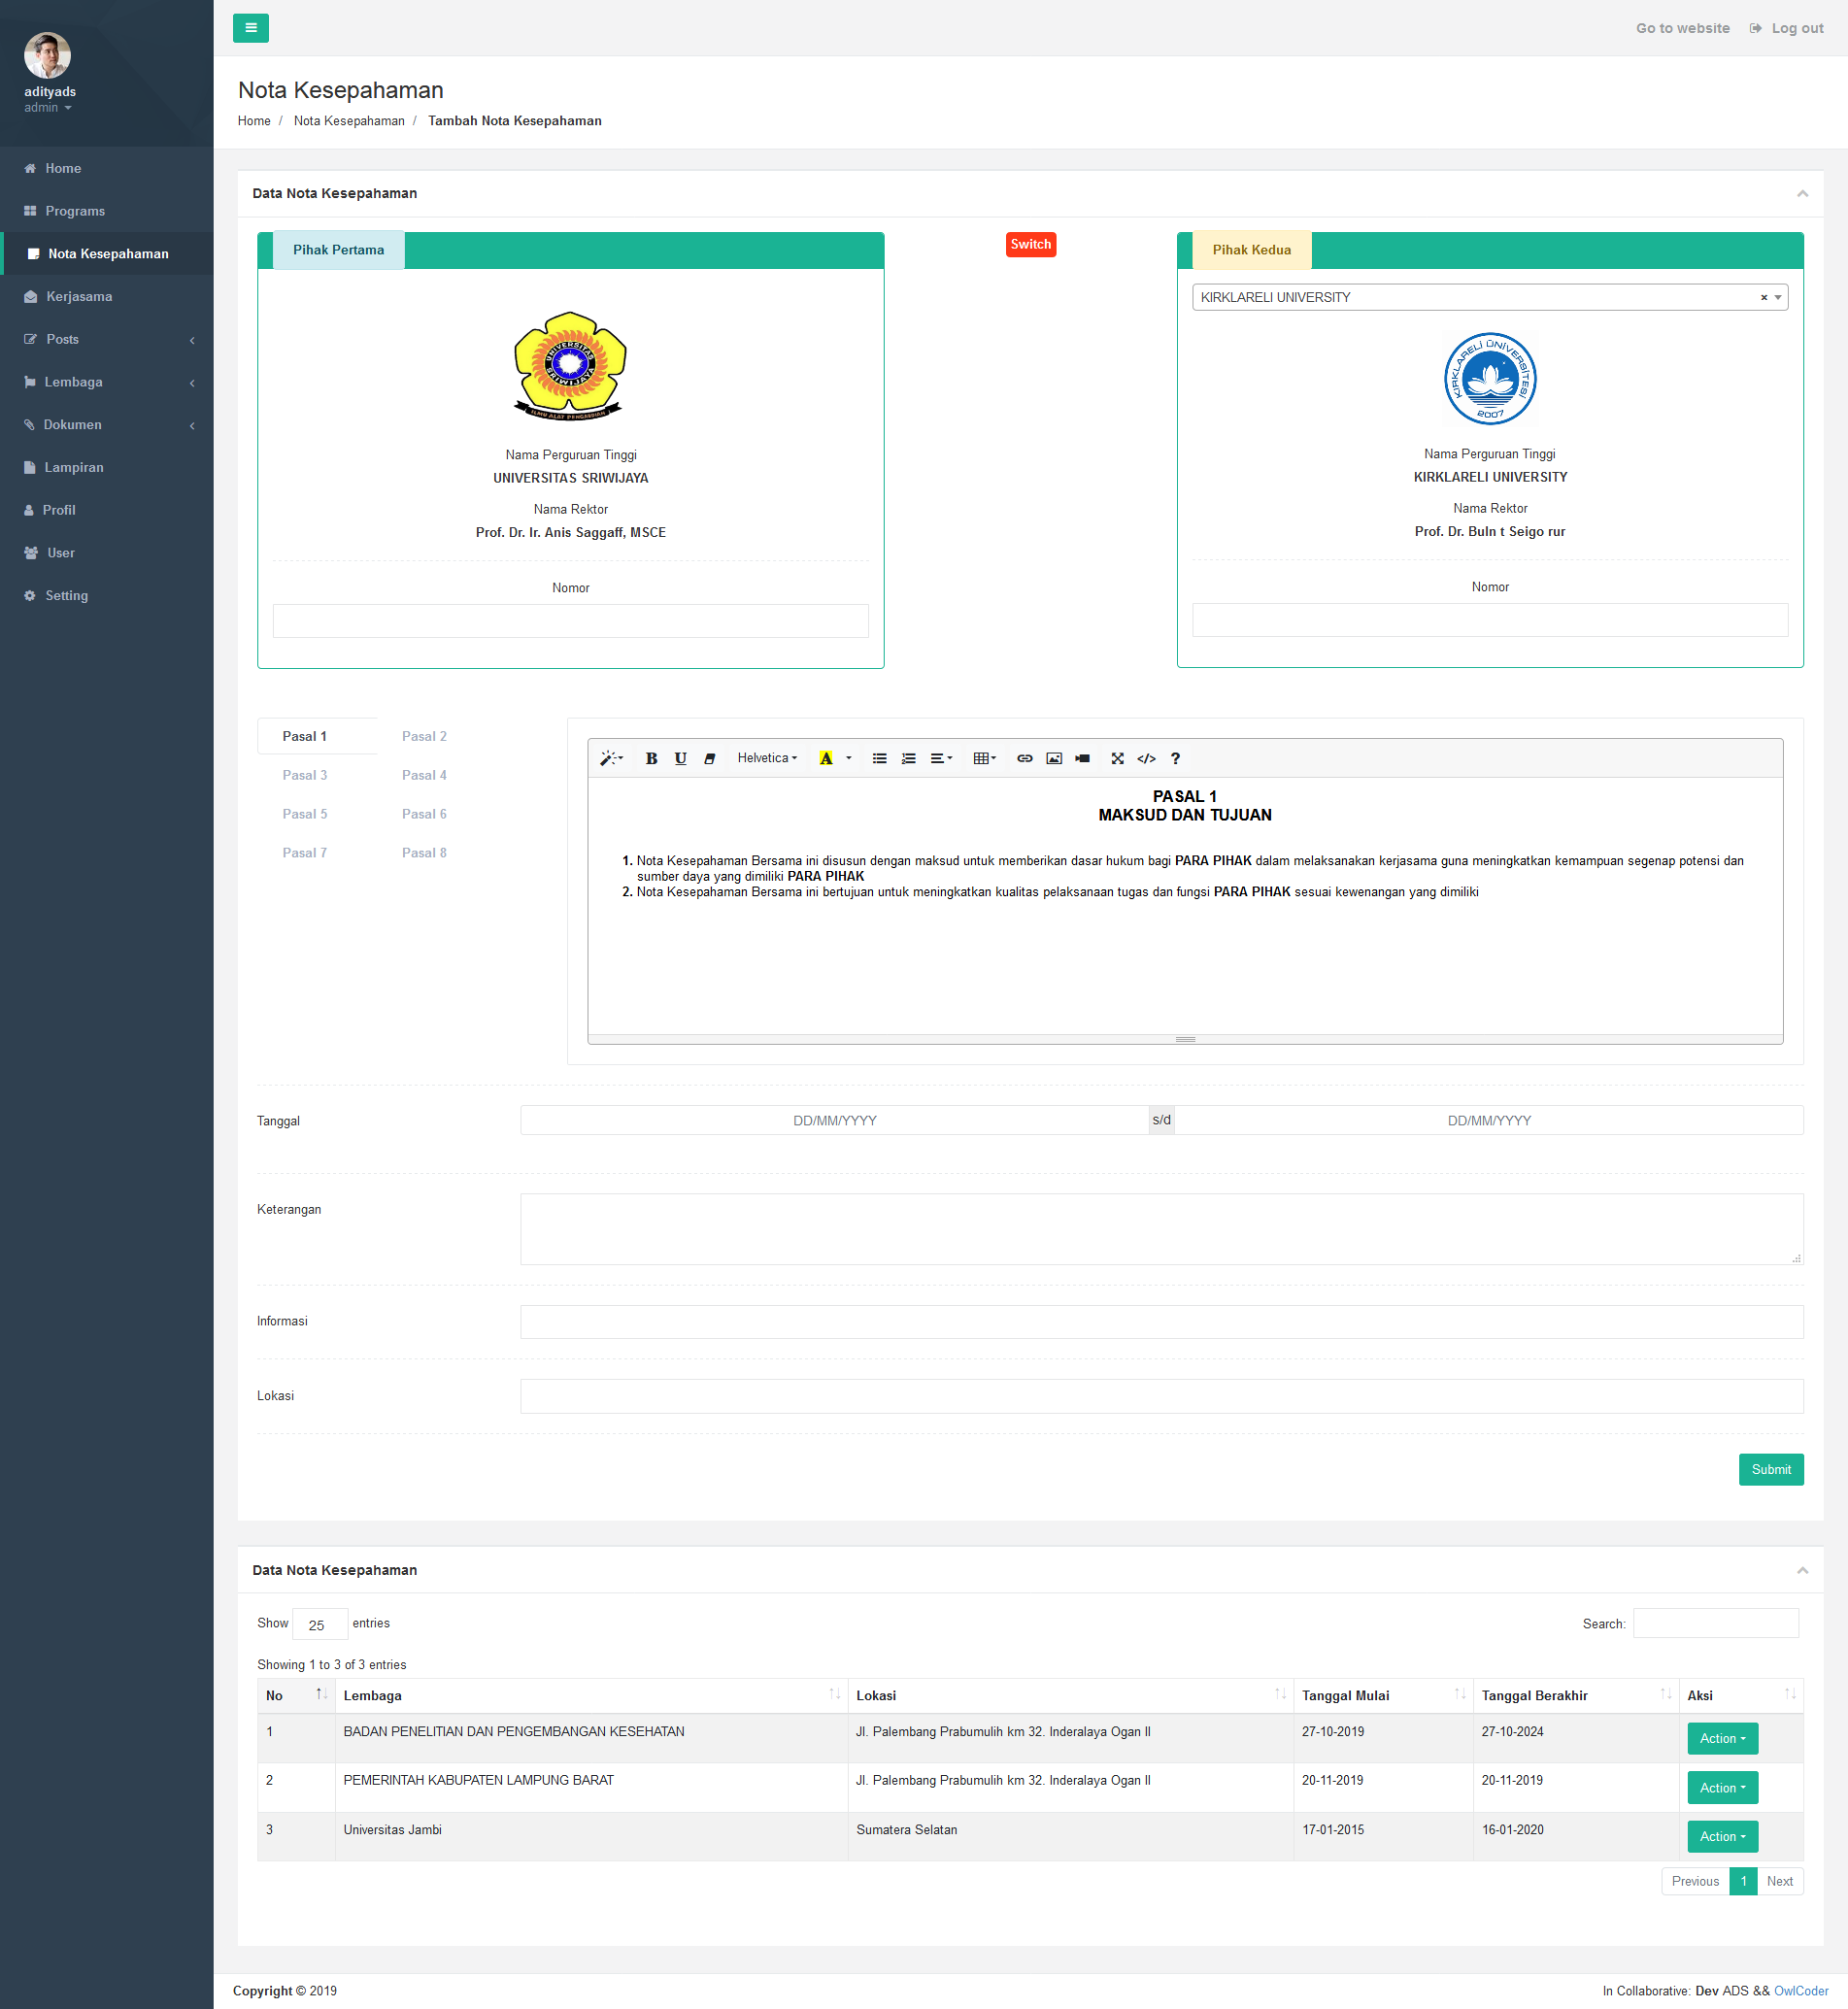 adityads
admin
Home
Programs
Nota Kesepahaman
Kerjasama
Posts
Lembaga
Dokumen
Lampiran
Profil
User
Setting
Go to website Log out
Nota Kesepahaman
Home / Nota Kesepahaman / Tambah Nota Kesepahaman
Data Nota Kesepahaman
Pihak Pertama
UNIVERSITAS SRIWIJAYA
ILMU ALAT PENGABDIAN
Nama Perguruan Tinggi
UNIVERSITAS SRIWIJAYA
Nama Rektor
Prof. Dr. Ir. Anis Saggaff, MSCE
Nomor
Switch
Pihak Kedua
KIRKLARELI UNIVERSITY × 
KIRKLARELİ ÜNİVERSİTESİ
2007
Nama Perguruan Tinggi
KIRKLARELI UNIVERSITY
Nama Rektor
Prof. Dr. Buln t Seigo rur
Nomor
Pasal 1 Pasal 2
Pasal 3 Pasal 4
Pasal 5 Pasal 6
Pasal 7 Pasal 8
B U Helvetica A </> ?
PASAL 1
MAKSUD DAN TUJUAN
1. Nota Kesepahaman Bersama ini disusun dengan maksud untuk memberikan dasar hukum bagi PARA PIHAK dalam melaksanakan kerjasama guna meningkatkan kemampuan segenap potensi dan
sumber daya yang dimiliki PARA PIHAK
2. Nota Kesepahaman Bersama ini bertujuan untuk meningkatkan kualitas pelaksanaan tugas dan fungsi PARA PIHAK sesuai kewenangan yang dimiliki
Tanggal DD/MM/YYYY s/d DD/MM/YYYY
Keterangan
Informasi
Lokasi
Submit
Data Nota Kesepahaman
Show 25 entries Search:
Showing 1 to 3 of 3 entries
No Lembaga Lokasi Tanggal Mulai Tanggal Berakhir Aksi
1 BADAN PENELITIAN DAN PENGEMBANGAN KESEHATAN Jl. Palembang Prabumulih km 32. Inderalaya Ogan Il 27-10-2019 27-10-2024 Action
2 PEMERINTAH KABUPATEN LAMPUNG BARAT Jl. Palembang Prabumulih km 32. Inderalaya Ogan Il 20-11-2019 20-11-2019 Action
3 Universitas Jambi Sumatera Selatan 17-01-2015 16-01-2020 Action
Previous 1 Next
Copyright © 2019 In Collaborative: Dev ADS && OwlCoder